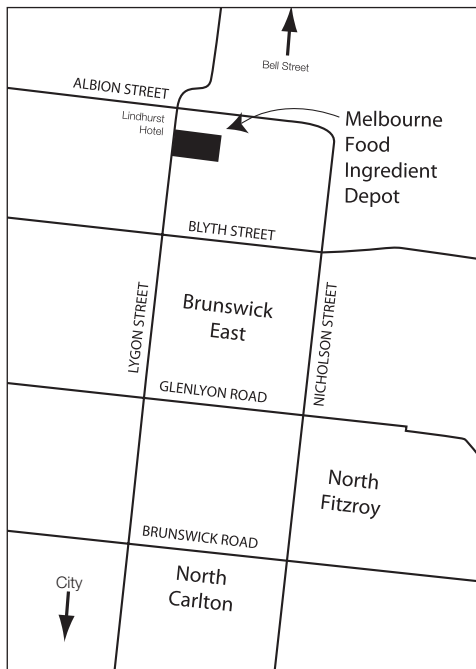 Bell Street
ALBION STREET
Lindhurst
Hotel
Melbourne
Food
Ingredient
Depot
BLYTH STREET
LYGON STREET
Brunswick
East
NICHOLSON STREET
GLENLYON ROAD
North
Fitzroy
BRUNSWICK ROAD
North
Carlton
City